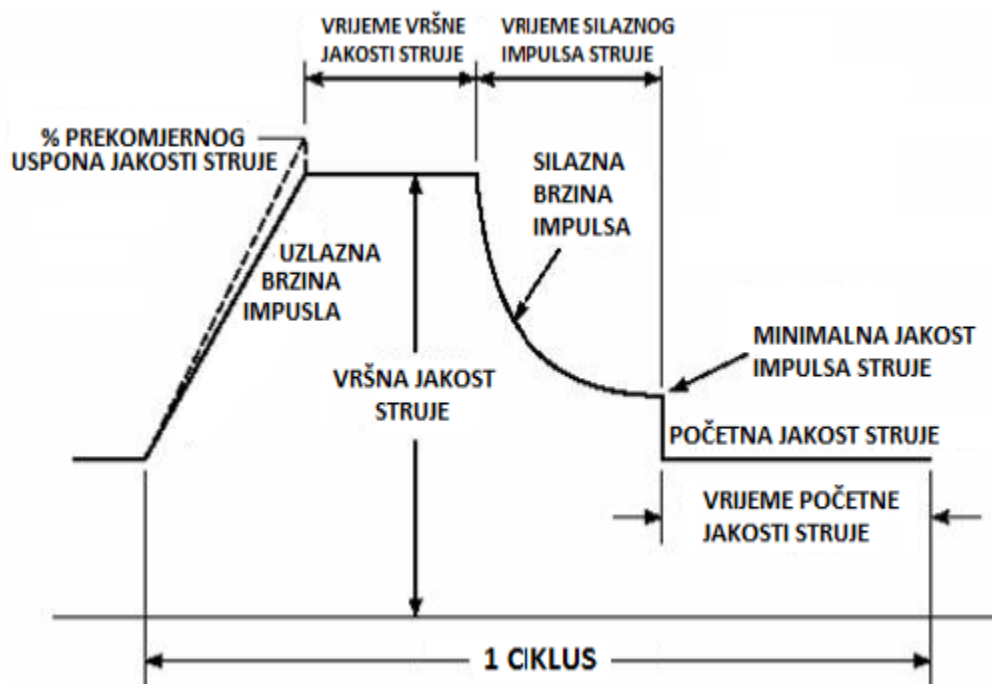 VRIJEME VRŠNE
JAKOSTI STRUJE
VRIJEME SILAZNOG
IMPULSA STRUJE
% PREKOMJERNOG
USPONA JAKOSTI STRUJE
SILAZNA
BRZINA
IMPULSA
UZLAZNA
BRZINA
IMPUSLA
MINIMALNA JAKOST
IMPULSA STRUJE
VRŠNA JAKOST
STRUJE
POČETNA JAKOST STRUJE
VRIJEME POČETNE
JAKOSTI STRUJE
1 CIKLUS